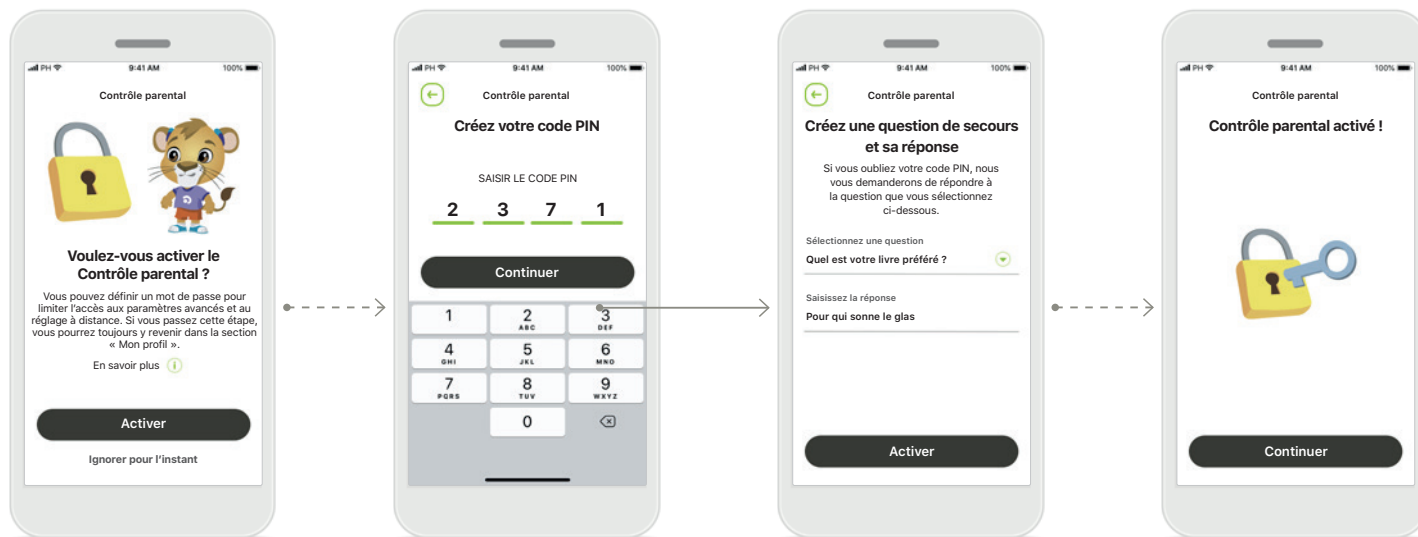 PH 9:41 AM 100%
Contrôle parental
Voulez-vous activer le
Contrôle parental ?
Vous pouvez définir un mot de passe pour
limiter l'accès aux paramètres avancés et au
réglage à distance. Si vous passez cette étape,
vous pourrez toujours y revenir dans la section
« Mon profil ».
En savoir plus
Activer
Ignorer pour l'instant
PH 9:41 AM 100%
Contrôle parental
Créez votre code PIN
SAISIR LE CODE PIN
2 3 7 1
Continuer
1 2 3
ABC DEF
4 5 6
GHI JKL MNO
7 8 9
PQRS TUV WXYZ
0
PH 9:41 AM 100%
Contrôle parental
Créez une question de secours
et sa réponse
Si vous oubliez votre code PIN, nous
vous demanderons de répondre à
la question que vous sélectionnez
ci-dessous.
Sélectionnez une question
Quel est votre livre préféré ?
Saisissez la réponse
Pour qui sonne le glas
Activer
PH 9:41 AM 100%
Contrôle parental
Contrôle parental activé !
Continuer